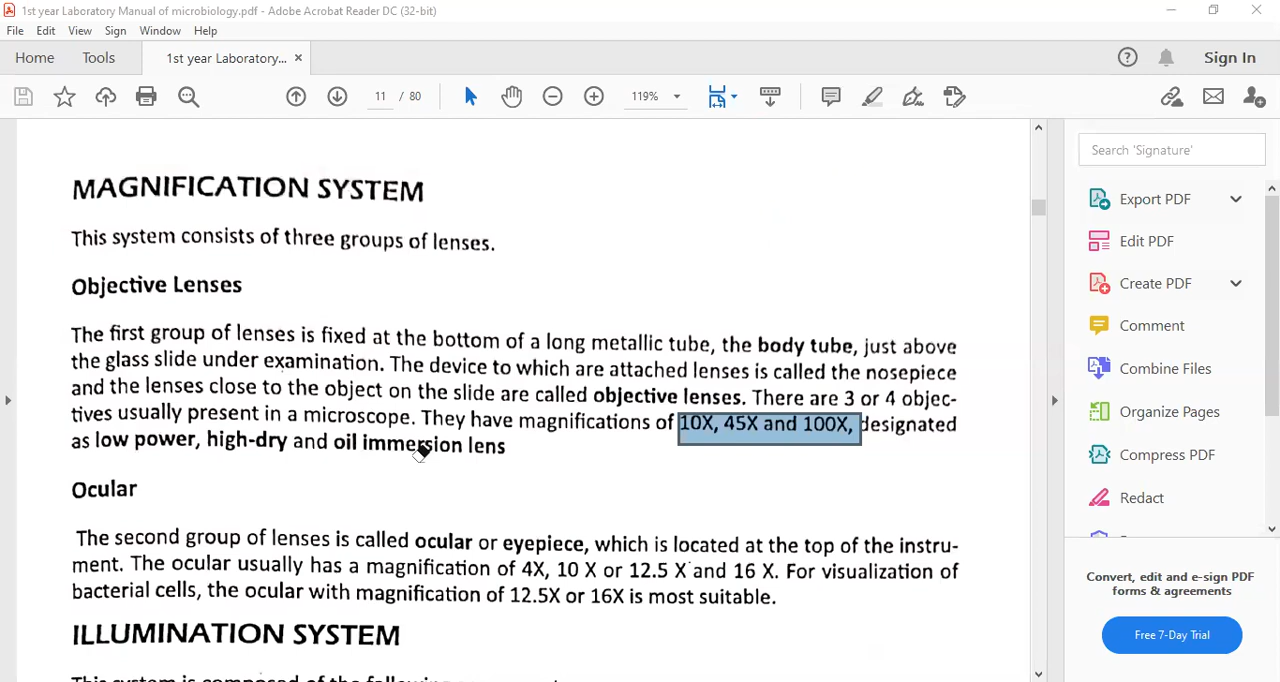 1st year Laboratory Manual of microbiology.pdf - Adobe Acrobat Reader DC (32-bit)
File Edit View Sign Window Help
Home Tools 1st year Laboratory... × Sign In
11 / 80 119%
MAGNIFICATION SYSTEM
This system consists of three groups of lenses.
Objective Lenses
The first group of lenses is fixed at the bottom of a long metallic tube, the body tube, just above
the glass slide under examination. The device to which are attached lenses is called the nosepiece
and the lenses close to the object on the slide are called objective lenses. There are 3 or 4 objec-
tives usually present in a microscope. They have magnifications of 10X, 45X and 100X, designated
as low power, high-dry and oil immersion lens
Ocular
The second group of lenses is called ocular or eyepiece, which is located at the top of the instru-
ment. The ocular usually has a magnification of 4X, 10 X or 12.5 X and 16 X. For visualization of
bacterial cells, the ocular with magnification of 12.5X or 16X is most suitable.
ILLUMINATION SYSTEM
This system is composed of the following
Search 'Signature'
Export PDF
Edit PDF
Create PDF
Comment
Combine Files
Organize Pages
Compress PDF
Redact
Convert, edit and e-sign PDF
forms & agreements
Free 7-Day Trial